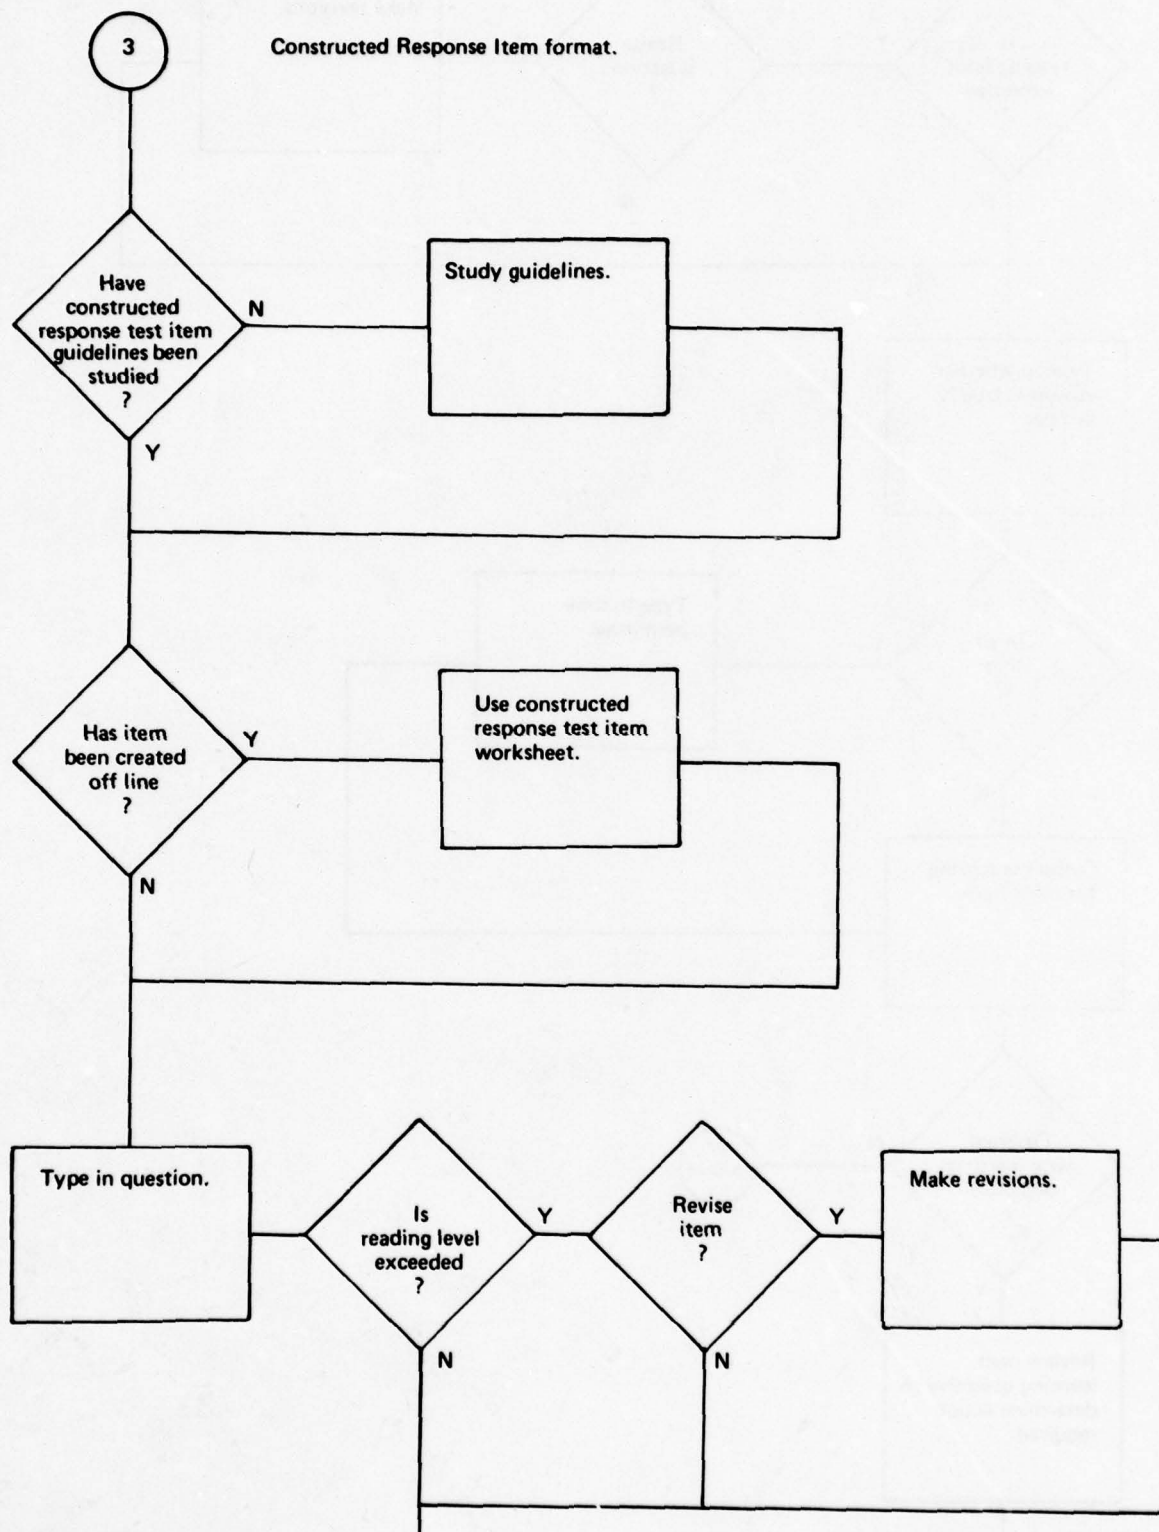 3
Constructed Response Item format.
Have
constructed
response test item
guidelines been
studied
?
N
Study guidelines.
Y
Has item
been created
off line
?
Y
Use constructed
response test item
worksheet.
N
Type in question.
Is
reading level
exceeded
?
Y
Revise
item
?
Y
Make revisions.
N
N